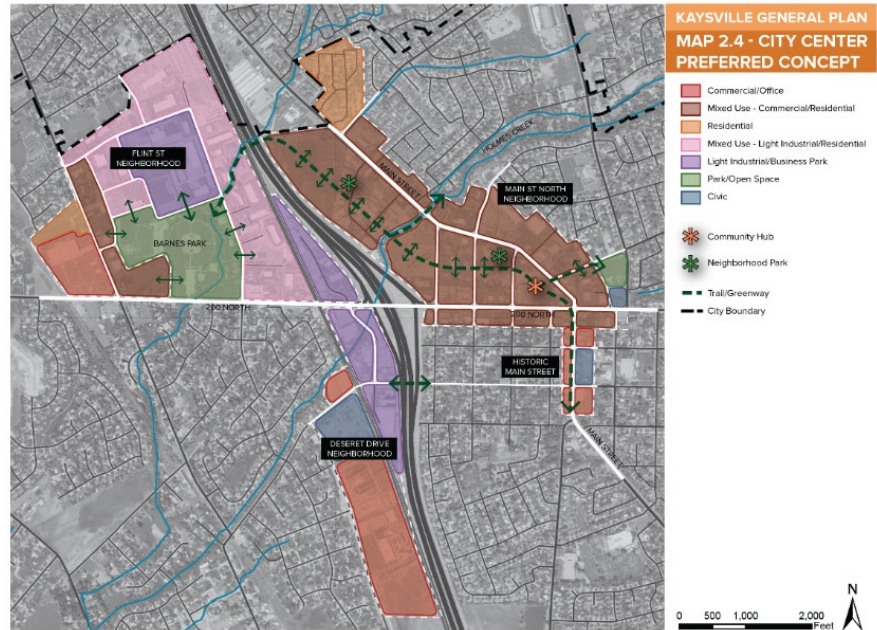 KAYSVILLE GENERAL PLAN
MAP 2.4 - CITY CENTER
PREFERRED CONCEPT
Commercial/Office
Mixed Use - Commercial/Residential
Residential
Mixed Use - Light Industrial/Residential
Light Industrial/Business Park
Park/Open Space
Civic
Community Hub
Neighborhood Park
Trail/Greenway
City Boundary
FLINT ST
NEIGHBORHOOD
BARNES PARK
200 NORTH
MAIN STREET
HOLMES CREEK
MAIN ST NORTH
NEIGHBORHOOD
200 NORTH
HISTORIC
MAIN STREET
DESERET DRIVE
NEIGHBORHOOD
MAIN STREET
N
0 500 1,000 2,000
Feet